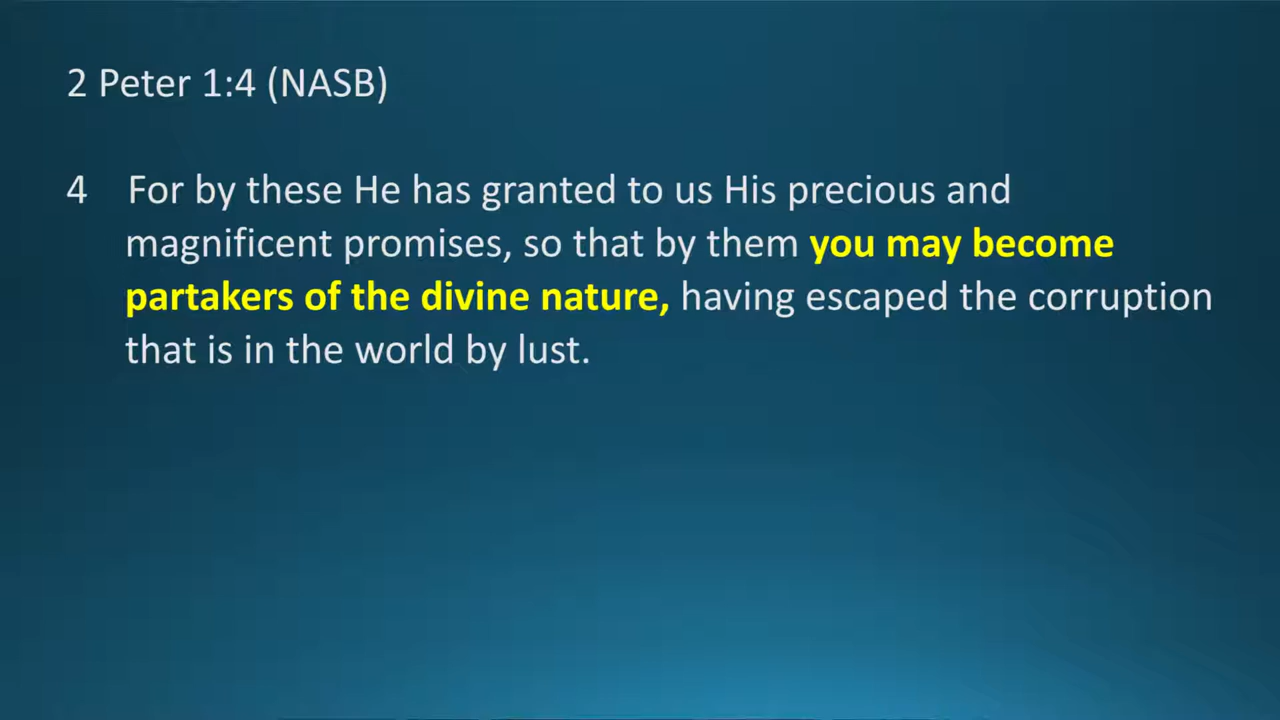 2 Peter 1:4 (NASB)
4 For by these He has granted to us His precious and
magnificent promises, so that by them you may become
partakers of the divine nature, having escaped the corruption
that is in the world by lust.